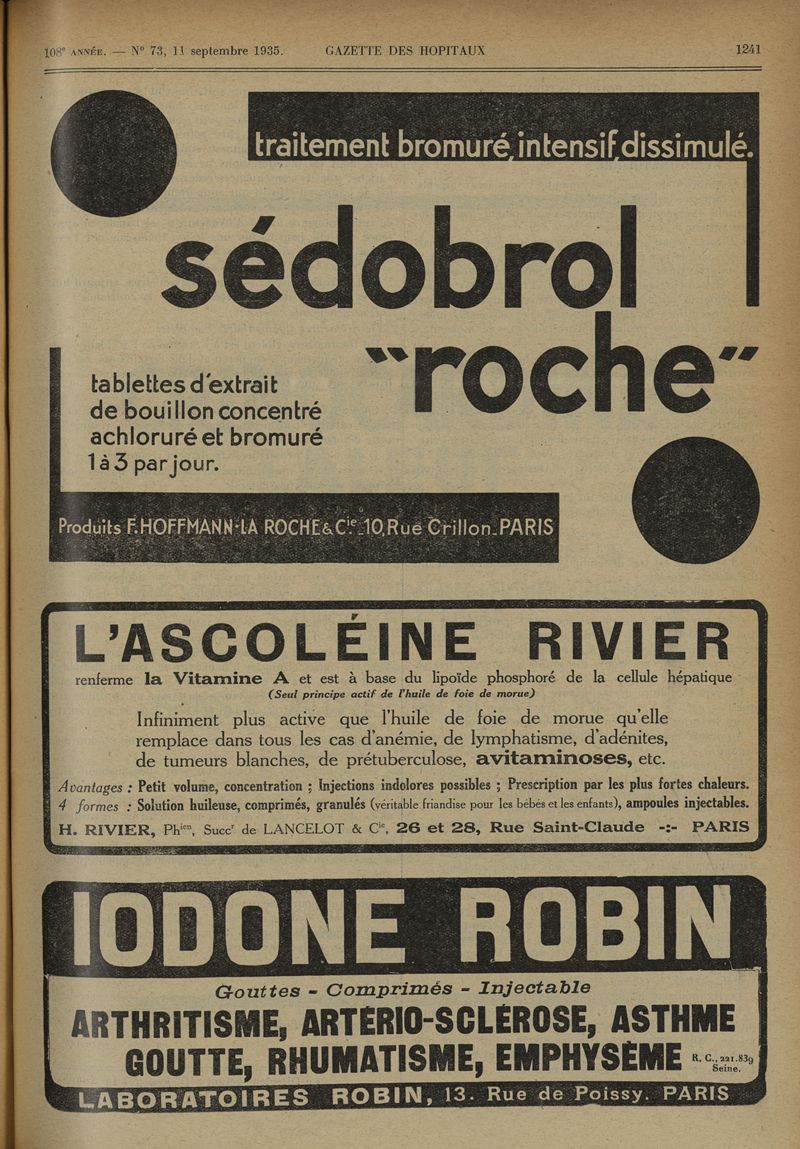 108e ANNÉE. — N° 73, 11 septembre 1935. GAZETTE DES HOPITAUX 1241
traitement bromuré, intensif, dissimulé.
sédobrol
"roche"
tablettes d'extrait
de bouillon concentré
achloruré et bromuré
1 à 3 par jour.
Produits F. HOFFMANN-LA ROCHE & Cie_10, Rue Crillon_PARIS
L'ASCOLÉINE RIVIER
renferme la Vitamine A et est à base du lipoïde phosphoré de la cellule hépatique
(Seul principe actif de l'huile de foie de morue)
Infiniment plus active que l'huile de foie de morue qu'elle
remplace dans tous les cas d'anémie, de lymphatisme, d'adénites,
de tumeurs blanches, de prétuberculose, avitaminoses, etc.
Avantages : Petit volume, concentration ; Injections indolores possibles ; Prescription par les plus fortes chaleurs.
4 formes : Solution huileuse, comprimés, granulés (véritable friandise pour les bébés et les enfants), ampoules injectables.
H. RIVIER, Phien, Succr de LANCELOT & Cie, 26 et 28, Rue Saint-Claude -:- PARIS
IODONE ROBIN
Gouttes - Comprimés - Injectable
ARTHRITISME, ARTÉRIO-SCLÉROSE, ASTHME
GOUTTE, RHUMATISME, EMPHYSÈME R. C., 221.839
Seine.
LABORATOIRES ROBIN, 13. Rue de Poissy. PARIS